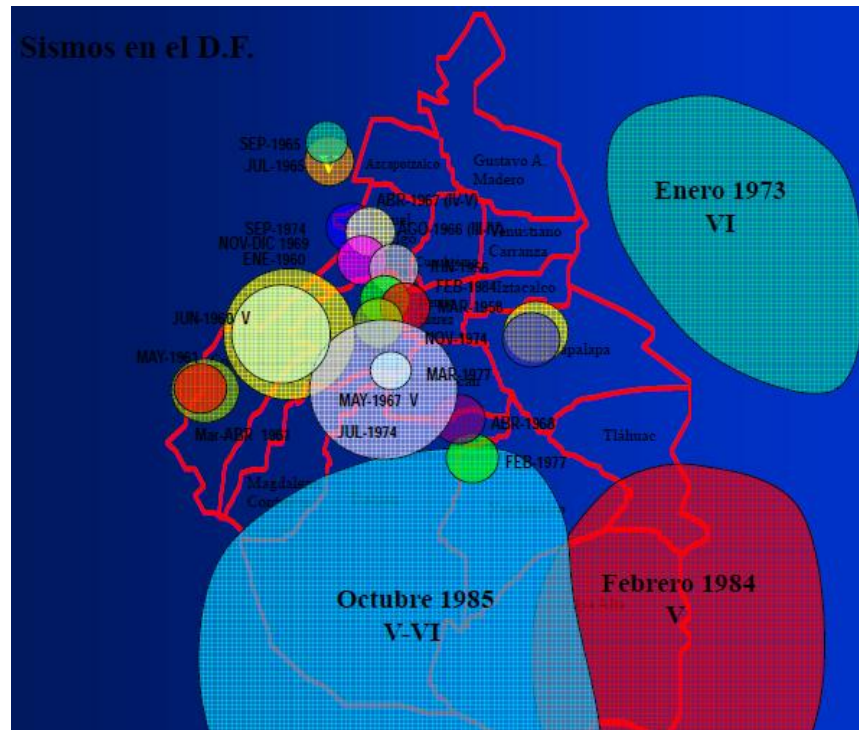 Sismos en el D.F.
SEP-1965
JUL-1965
Azcapotzalco
Gustavo A.
Madero
Enero 1973
VI
ABR-1967 (IV-V)
SEP-1974
AGO-1966 (III-IV)
Venustiano
Carranza
NOV-DIC 1969
ENE-1960
JUN-1956
FEB-1984
Iztacalco
MAR-1958
JUN-1960 V
NOV-1974
MAY-1961
MAR-1977
MAY-1967 V
ABR-1968
JUL-1974
Mar-ABR 1961
Tláhuac
FEB-1977
Octubre 1985
V-VI
Febrero 1984
V